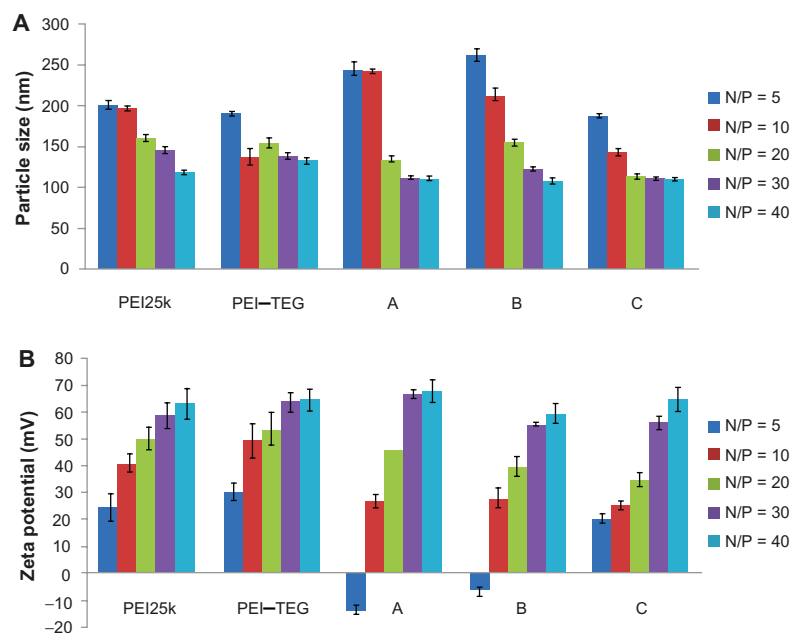 A
Particle size (nm)
300
250
200
150
100
50
0
PEI25k
PEI–TEG
A
B
C
N/P = 5
N/P = 10
N/P = 20
N/P = 30
N/P = 40
B
Zeta potential (mV)
80
70
60
50
40
30
20
10
0
–10
–20
PEI25k
PEI–TEG
A
B
C
N/P = 5
N/P = 10
N/P = 20
N/P = 30
N/P = 40